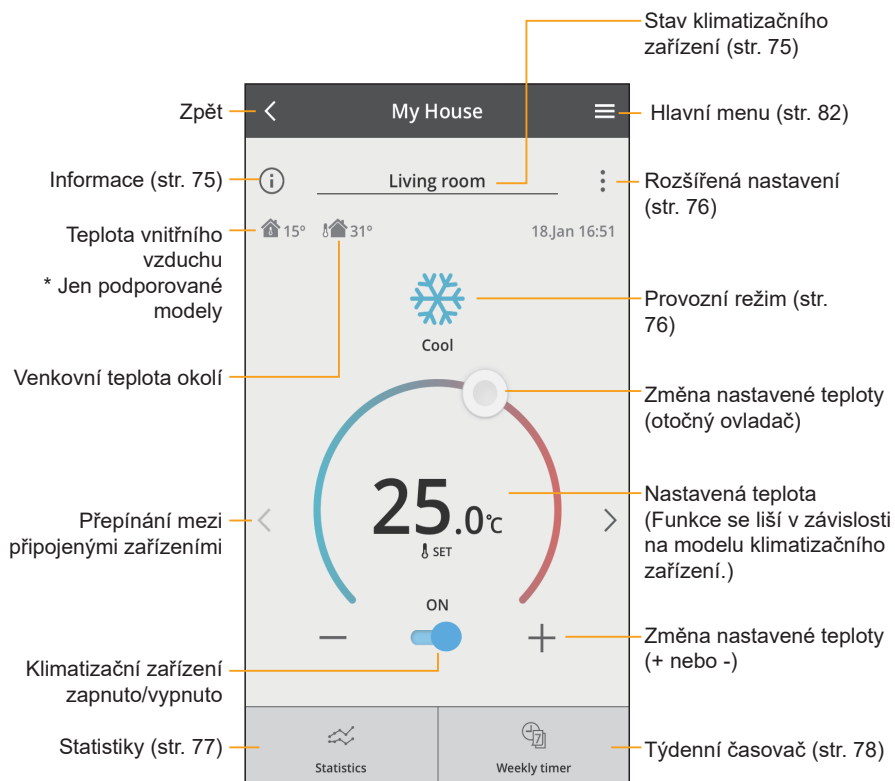 Stav klimatizačního
zařízení (str. 75)
Zpět
My House
Hlavní menu (str. 82)
Informace (str. 75)
Living room
Rozšířená nastavení
(str. 76)
Teplota vnitřního
vzduchu
* Jen podporované
modely
15°
31°
18.Jan 16:51
Provozní režim (str.
76)
Cool
Venkovní teplota okolí
Změna nastavené teploty
(otočný ovladač)
Přepínání mezi
připojenými zařízeními
25.0°C
SET
Nastavená teplota
(Funkce se liší v závislosti
na modelu klimatizačního
zařízení.)
ON
Změna nastavené teploty
(+ nebo -)
Klimatizační zařízení
zapnuto/vypnuto
Statistiky (str. 77)
Statistics
7
Weekly timer
Týdenní časovač (str. 78)